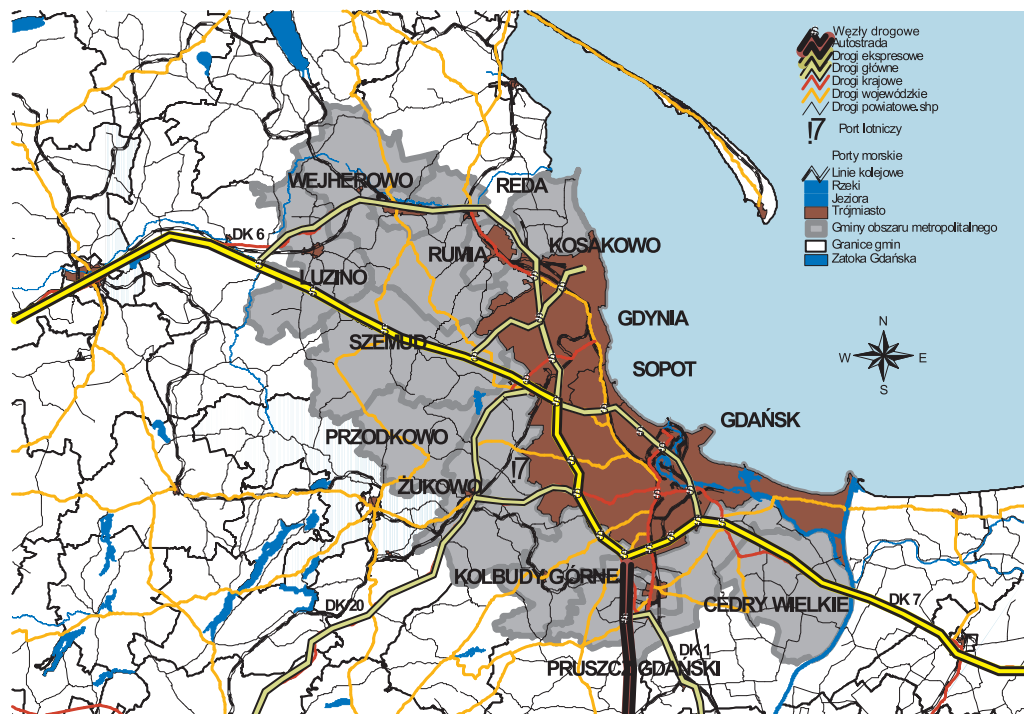 S Węzły drogowe
Autostrada
Drogi ekspresowe
Drogi główne
Drogi krajowe
Drogi wojewódzkie
Drogi powiatowe.shp
!7 Port lotniczy
Porty morskie
Linie kolejowe
Rzeki
Jeziora
Trójmiasto
Gminy obszaru metropolitalnego
Granice gmin
Zatoka Gdańska
WEJHEROWO
REDA
DK 6
RUMIA
KOSAKOWO
LUZINO
GDYNIA
SZEMUD
SOPOT
N
W E
S
GDAŃSK
PRZODKOWO
!7
ŻUKOWO
KOLBUDY GÓRNE
DK 20
CEDRY WIELKIE
DK 7
DK 1
PRUSZCZ GDAŃSKI